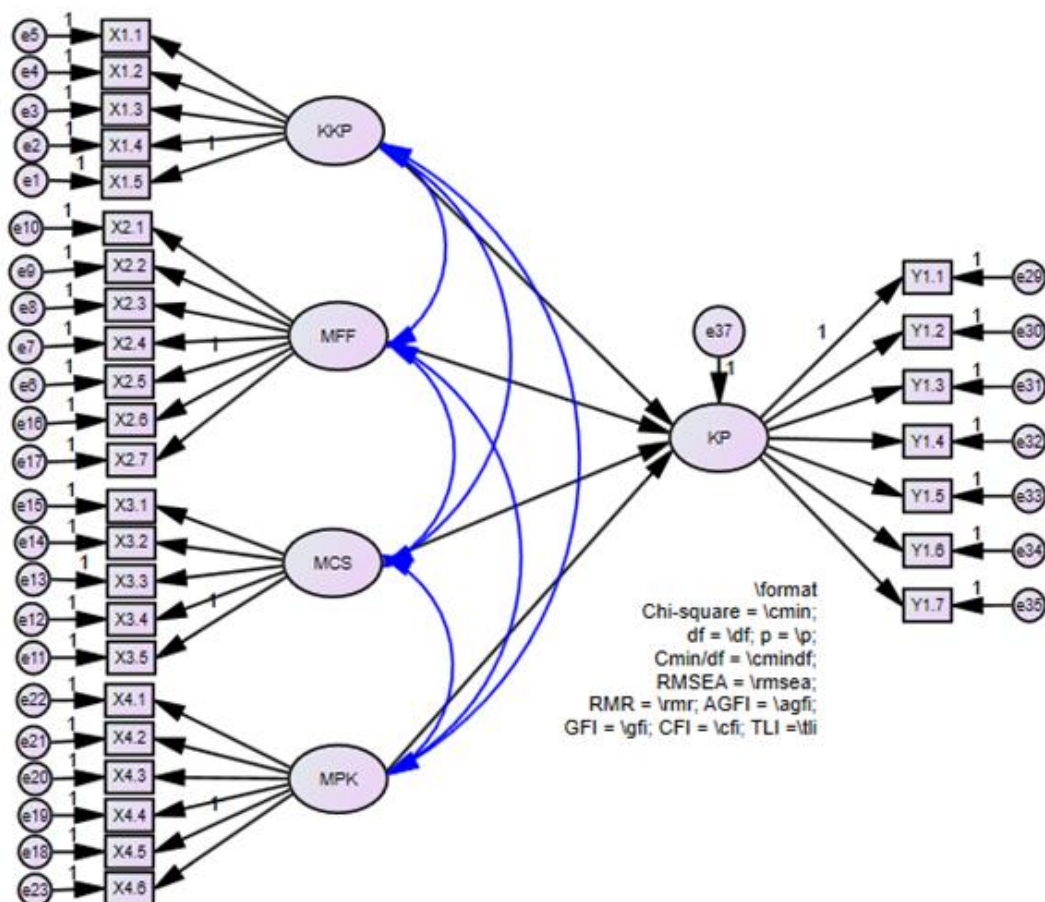 e5 1 X1.1
e4 1 X1.2
e3 1 X1.3
e2 1 X1.4 1
e1 1 X1.5
KKP
e10 1 X2.1
e9 1 X2.2
e8 1 X2.3
e7 1 X2.4 1
e6 1 X2.5
e16 1 X2.6
e17 1 X2.7
MFF
e15 1 X3.1
e14 1 X3.2
e13 1 X3.3
e12 1 X3.4 1
e11 1 X3.5
MCS
e22 1 X4.1
e21 1 X4.2
e20 1 X4.3
e19 1 X4.4 1
e18 1 X4.5
e23 1 X4.6
MPK
e37
1
KP
1
Y1.1 1 e29
Y1.2 1 e30
Y1.3 1 e31
Y1.4 1 e32
Y1.5 1 e33
Y1.6 1 e34
Y1.7 1 e35
\format
Chi-square = \cmin;
df = \df; p = \p;
Cmin/df = \cmindf;
RMSEA = \rmsea;
RMR = \rmr; AGFI = \agfi;
GFI = \gfi; CFI = \cfi; TLI =\tli